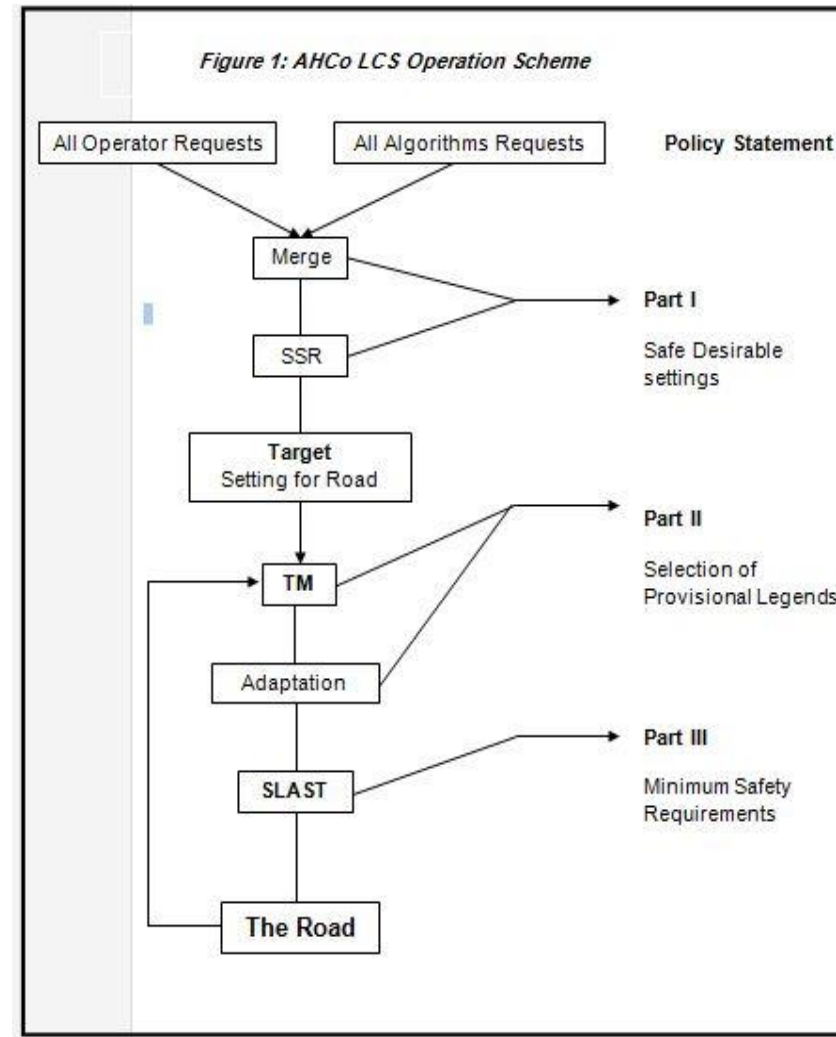 Figure 1: AHCo LCS Operation Scheme
All Operator Requests
All Algorithms Requests
Policy Statement
Merge
Part I
SSR
Safe Desirable
settings
Target
Setting for Road
Part II
TM
Selection of
Provisional Legends
Adaptation
Part III
SLAST
Minimum Safety
Requirements
The Road